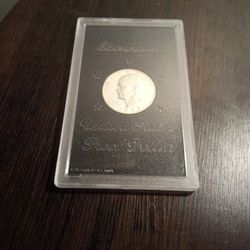 Eisenhower
United States
Proof Dollar